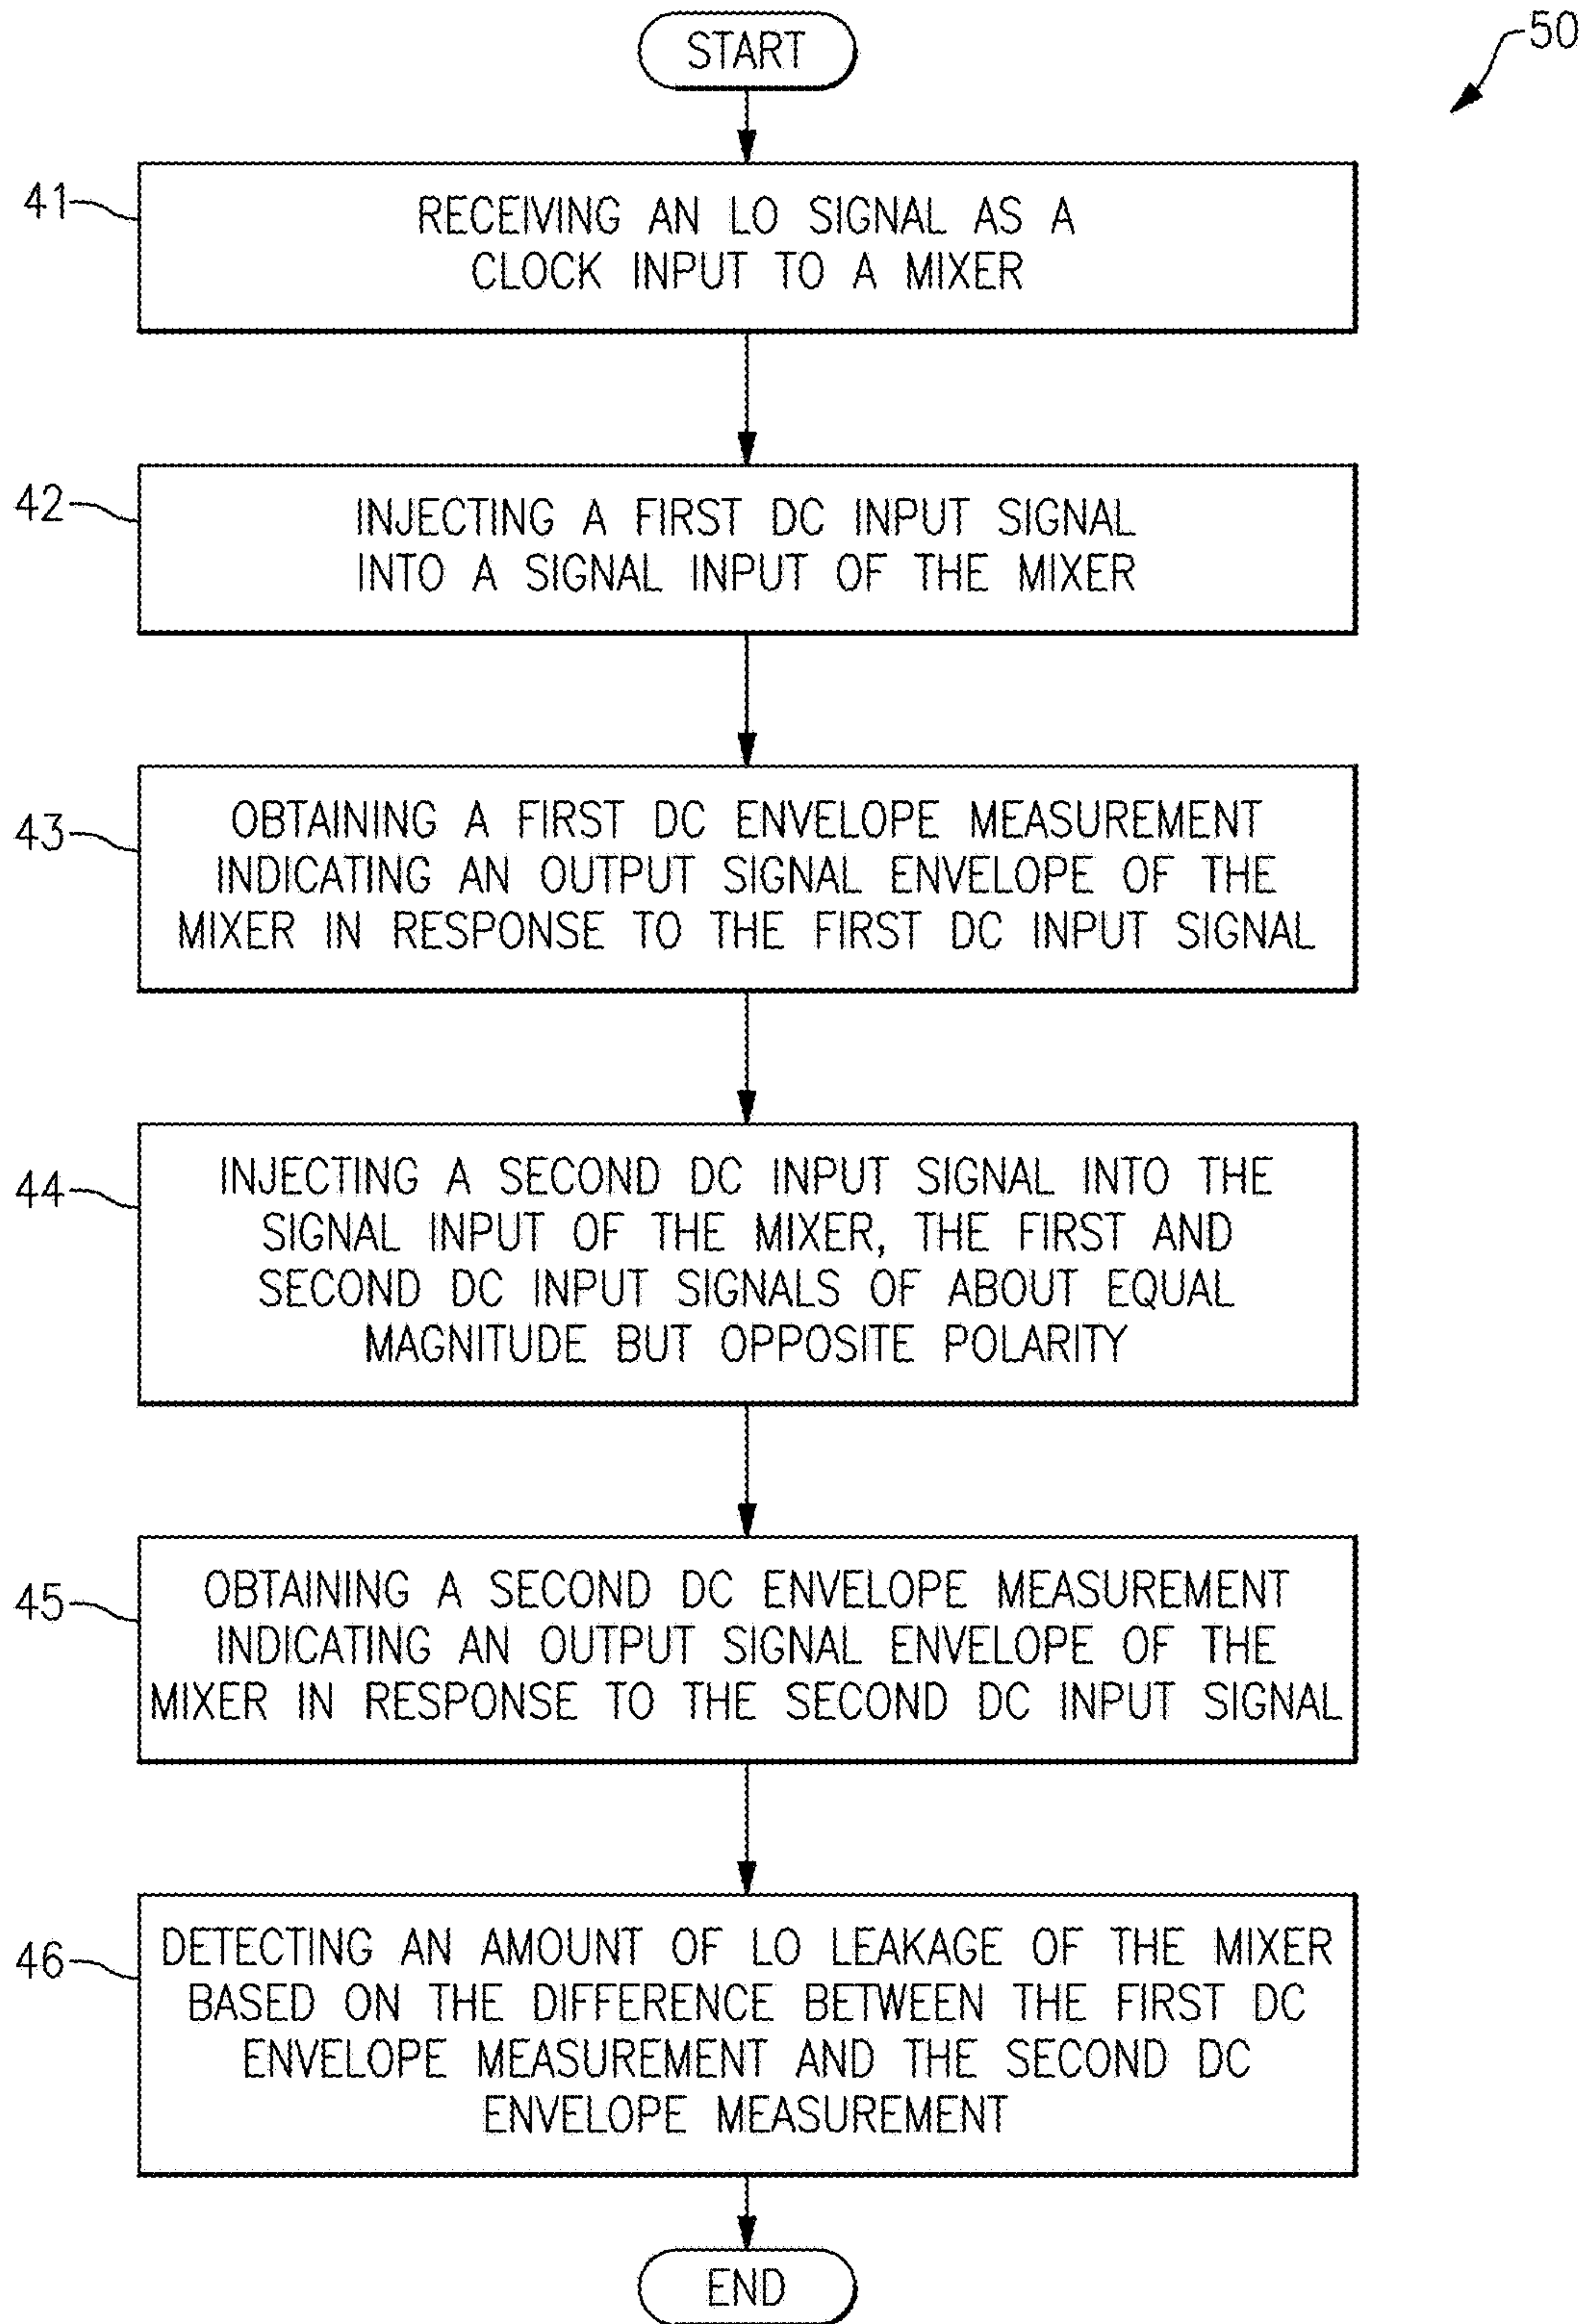 START
50
41
RECEIVING AN LO SIGNAL AS A
CLOCK INPUT TO A MIXER
42
INJECTING A FIRST DC INPUT SIGNAL
INTO A SIGNAL INPUT OF THE MIXER
43
OBTAINING A FIRST DC ENVELOPE MEASUREMENT
INDICATING AN OUTPUT SIGNAL ENVELOPE OF THE
MIXER IN RESPONSE TO THE FIRST DC INPUT SIGNAL
44
INJECTING A SECOND DC INPUT SIGNAL INTO THE
SIGNAL INPUT OF THE MIXER, THE FIRST AND
SECOND DC INPUT SIGNALS OF ABOUT EQUAL
MAGNITUDE BUT OPPOSITE POLARITY
45
OBTAINING A SECOND DC ENVELOPE MEASUREMENT
INDICATING AN OUTPUT SIGNAL ENVELOPE OF THE
MIXER IN RESPONSE TO THE SECOND DC INPUT SIGNAL
46
DETECTING AN AMOUNT OF LO LEAKAGE OF THE MIXER
BASED ON THE DIFFERENCE BETWEEN THE FIRST DC
ENVELOPE MEASUREMENT AND THE SECOND DC
ENVELOPE MEASUREMENT
END